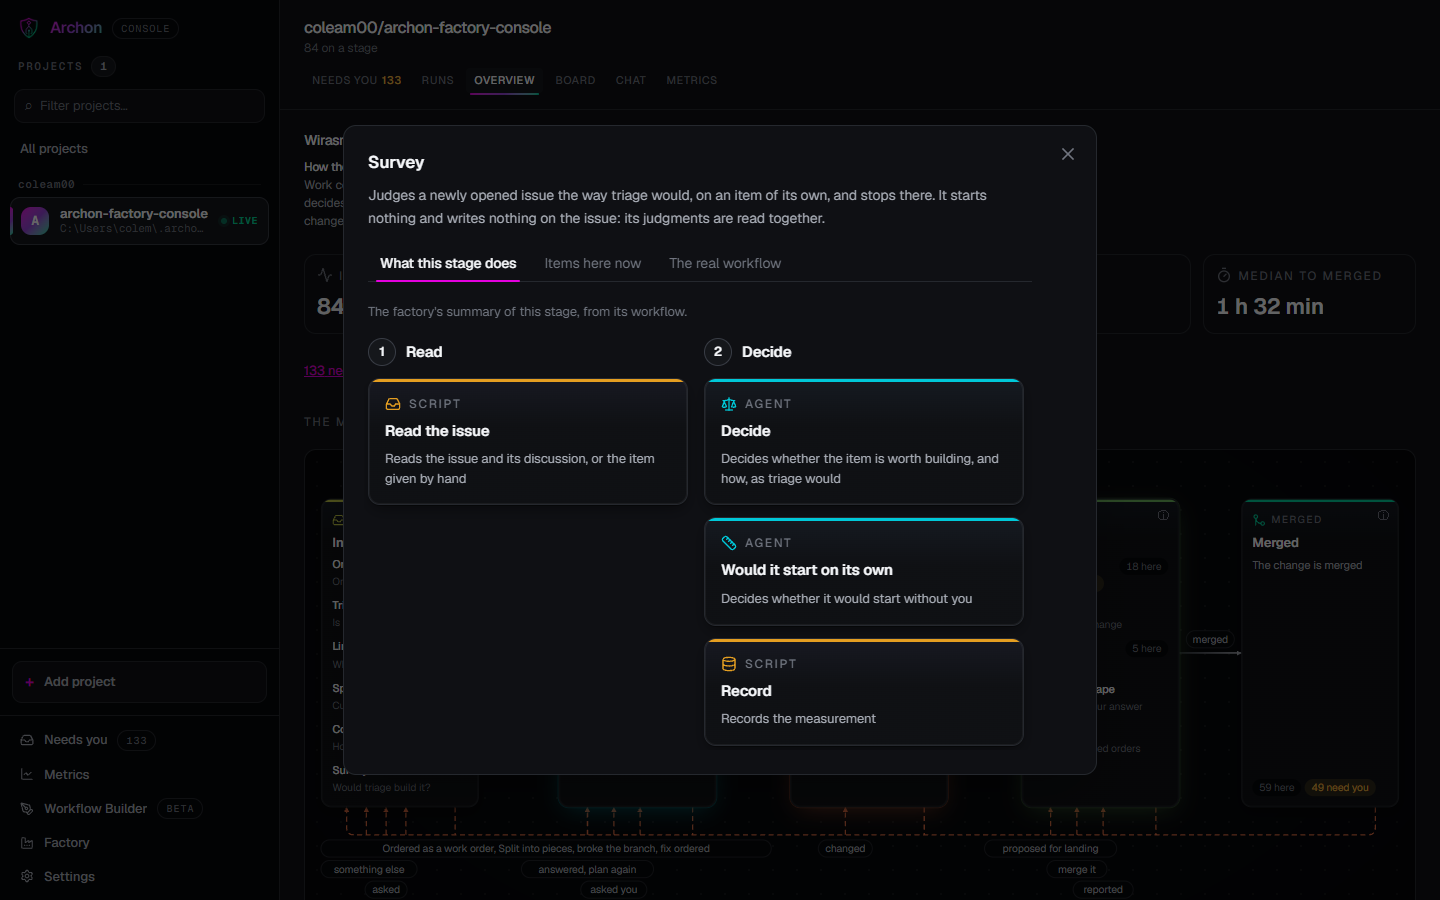 Archon
CONSOLE
PROJECTS 1
Filter projects...
All projects
coleam00
A
archon-factory-console
C:\Users\colem\.archo…
LIVE
Add project
Needs you 133
Metrics
Workflow Builder BETA
Factory
Settings
coleam00/archon-factory-console
84 on a stage
NEEDS YOU 133
RUNS
OVERVIEW
BOARD
CHAT
METRICS
How the
Work
decides
change
84
MEDIAN TO MERGED
1 h 32 min
133
Survey
Judges a newly opened issue the way triage would, on an item of its own, and stops there. It starts
nothing and writes nothing on the issue: its judgments are read together.
What this stage does
Items here now
The real workflow
The factory's summary of this stage, from its workflow.
1 Read
SCRIPT
Read the issue
Reads the issue and its discussion, or the item
given by hand
2 Decide
AGENT
Decide
Decides whether the item is worth building, and
how, as triage would
AGENT
Would it start on its own
Decides whether it would start without you
SCRIPT
Record
Records the measurement
Would triage build it?
18 here
5 here
merged
MERGED
Merged
The change is merged
59 here
49 need you
Ordered as a work order, Split into pieces, broke the branch, fix ordered
changed
proposed for landing
something else
answered, plan again
merge it
asked
asked you
reported